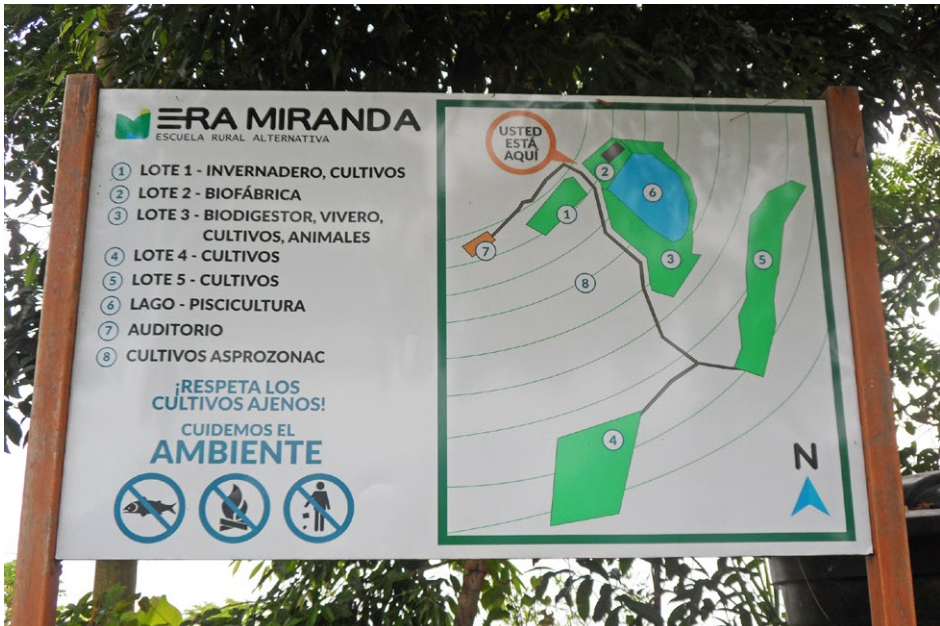 ERA MIRANDA
ESCUELA RURAL ALTERNATIVA
1 LOTE 1 - INVERNADERO, CULTIVOS
2 LOTE 2 - BIOFÁBRICA
3 LOTE 3 - BIODIGESTOR, VIVERO,
CULTIVOS, ANIMALES
4 LOTE 4 - CULTIVOS
5 LOTE 5 - CULTIVOS
6 LAGO - PISCICULTURA
7 AUDITORIO
8 CULTIVOS ASPROZONAC
¡RESPETA LOS
CULTIVOS AJENOS!
CUIDEMOS EL
AMBIENTE
USTED
ESTÁ
AQUÍ
2
6
1
7
3
5
8
4
N